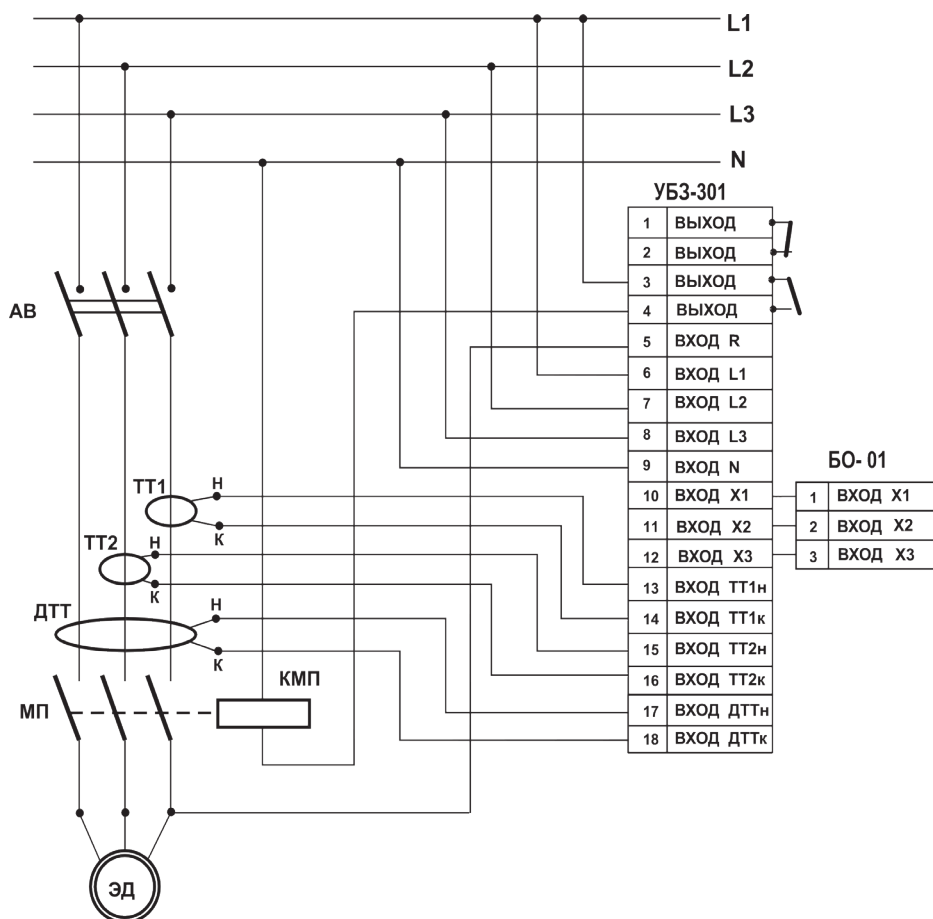 L1
L2
L3
N
УБЗ-301
1 ВЫХОД
2 ВЫХОД
3 ВЫХОД
4 ВЫХОД
5 ВХОД R
6 ВХОД L1
7 ВХОД L2
8 ВХОД L3
9 ВХОД N
10 ВХОД X1
11 ВХОД X2
12 ВХОД X3
13 ВХОД ТТ1н
14 ВХОД ТТ1к
15 ВХОД ТТ2н
16 ВХОД ТТ2к
17 ВХОД ДТТн
18 ВХОД ДТТк
БО- 01
1 ВХОД X1
2 ВХОД X2
3 ВХОД X3
АВ
ТТ1
Н
К
ТТ2
Н
К
ДТТ
Н
К
КМП
МП
ЭД